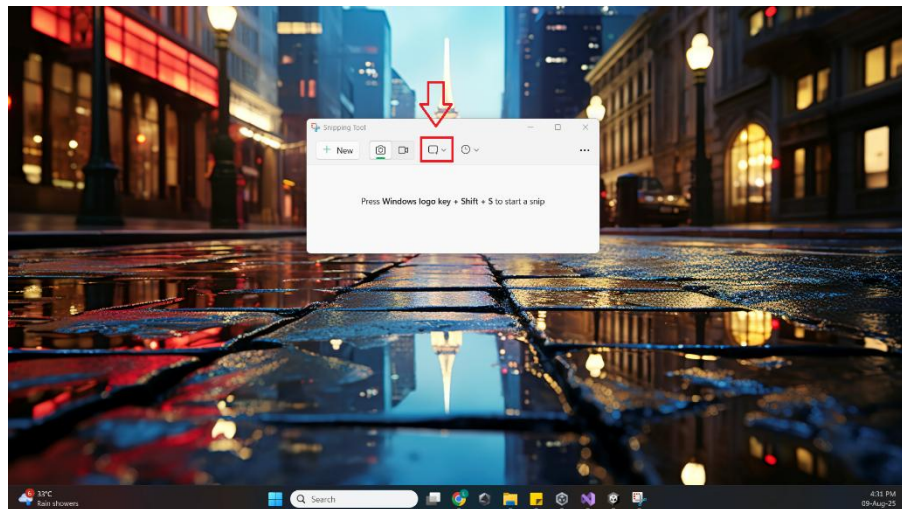 Snipping Tool
New
Press Windows logo key + Shift + S to start a snip
6
33°C
Rain showers
Search
4:31 PM
09-Aug-25